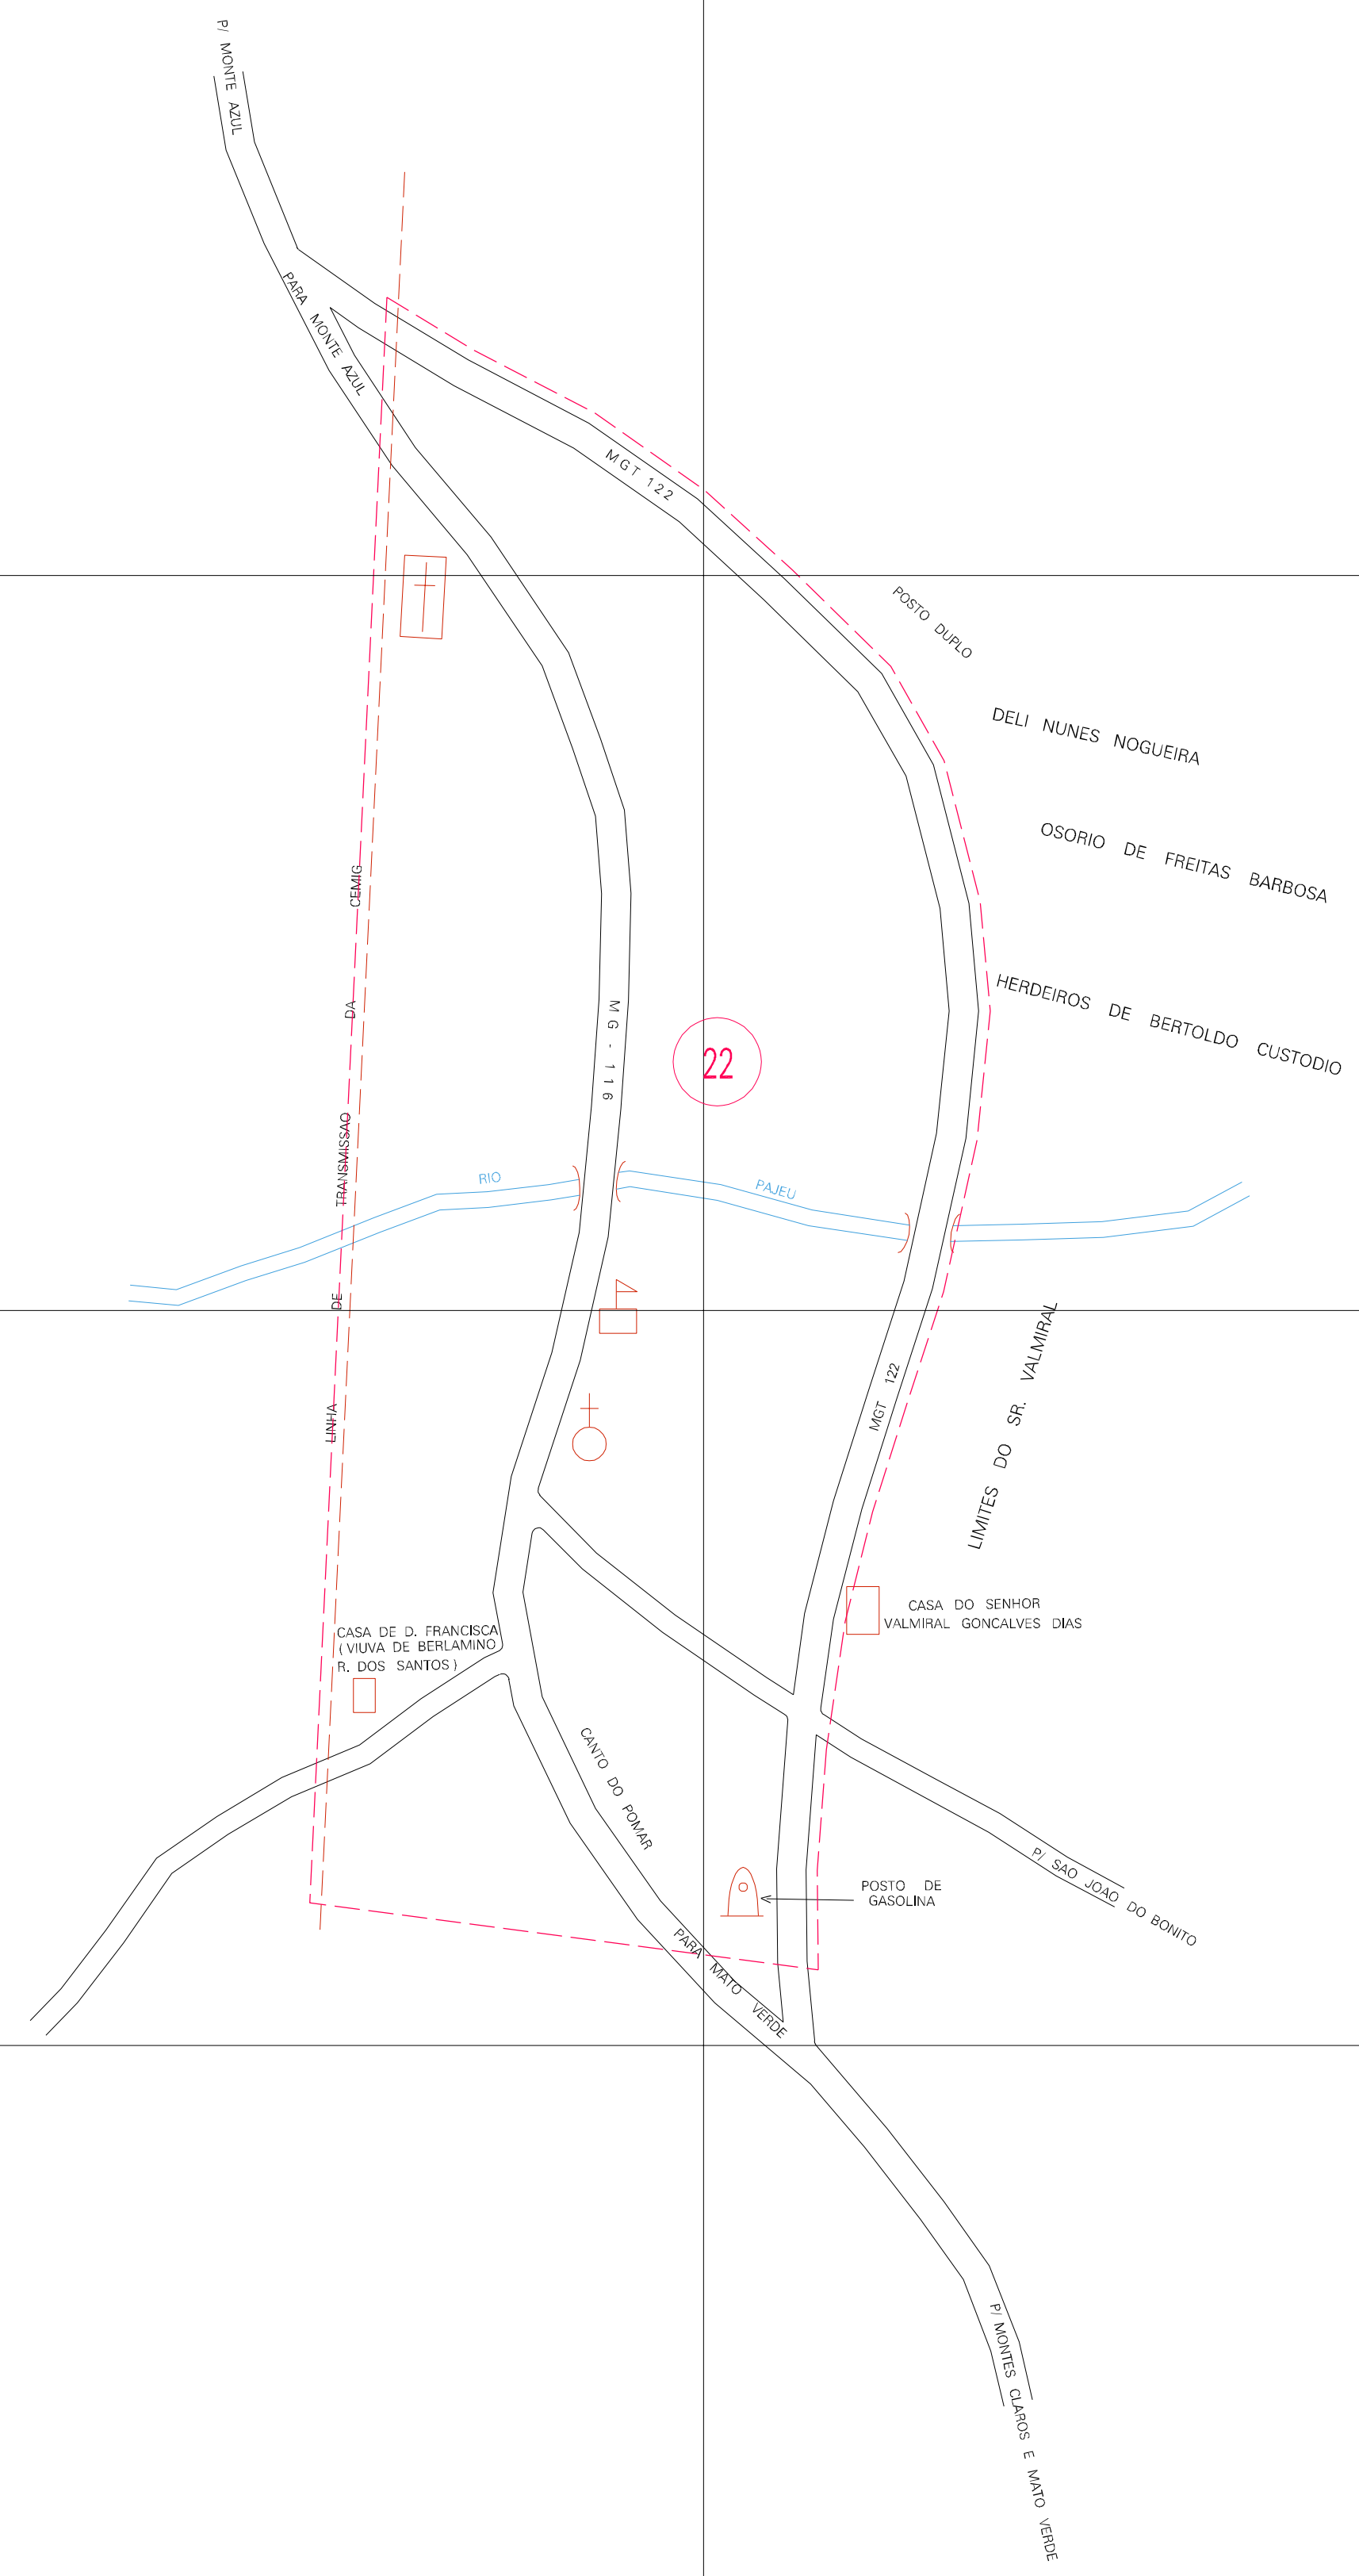 P/ MONTE AZUL
PARA MONTE AZUL
MGT 122
POSTO DUPLO
DELI NUNES NOGUEIRA
OSORIO DE FREITAS BARBOSA
HERDEIROS DE BERTOLDO CUSTODIO
MG - 116
22
LINHA DE TRANSMISSAO DA CEMIG
RIO PAJEU
MGT 122
LIMITES DO SR. VALMIRAL
CASA DO SENHOR
VALMIRAL GONCALVES DIAS
CASA DE D. FRANCISCA
( VIUVA DE BERLAMINO
R. DOS SANTOS )
CANTO DO POMAR
P/ SAO JOAO DO BONITO
POSTO DE
GASOLINA
PARA MATO VERDE
P/ MONTES CLAROS E MATO VERDE